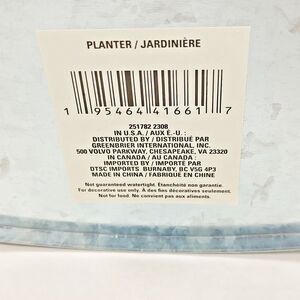 PLANTER / JARDINIÈRE
1 95464 41661 7
251782 2308
IN U.S.A. / AUX É.-U. :
DISTRIBUTED BY / DISTRIBUÉ PAR
GREENBRIER INTERNATIONAL, INC.
500 VOLVO PARKWAY, CHESAPEAKE, VA 23320
IN CANADA / AU CANADA :
IMPORTED BY / IMPORTÉ PAR
DTSC IMPORTS, BURNABY, BC V5G 4P3
MADE IN CHINA / FABRIQUÉ EN CHINE
Not guaranteed watertight. Étanchéité non garantie.
For decorative use only. À des fins décoratives seulement.
Not for food. Ne convient pas aux aliments.